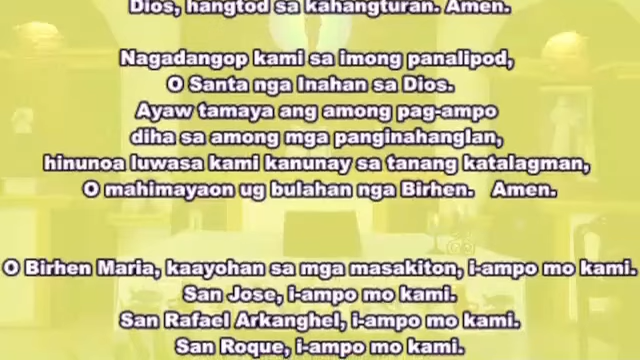 Dios, hangtod sa kahangturan. Amen.
Nagadangop kami sa imong panalipod,
O Santa nga Inahan sa Dios.
Ayaw tamaya ang among pag-ampo
diha sa among mga panginahanglan,
hinunoa luwasa kami kanunay sa tanang katalagman,
O mahimayaon ug bulahan nga Birhen. Amen.
O Birhen Maria, kaayohan sa mga masakiton, i-ampo mo kami.
San Jose, i-ampo mo kami.
San Rafael Arkanghel, i-ampo mo kami.
San Roque, i-ampo mo kami.